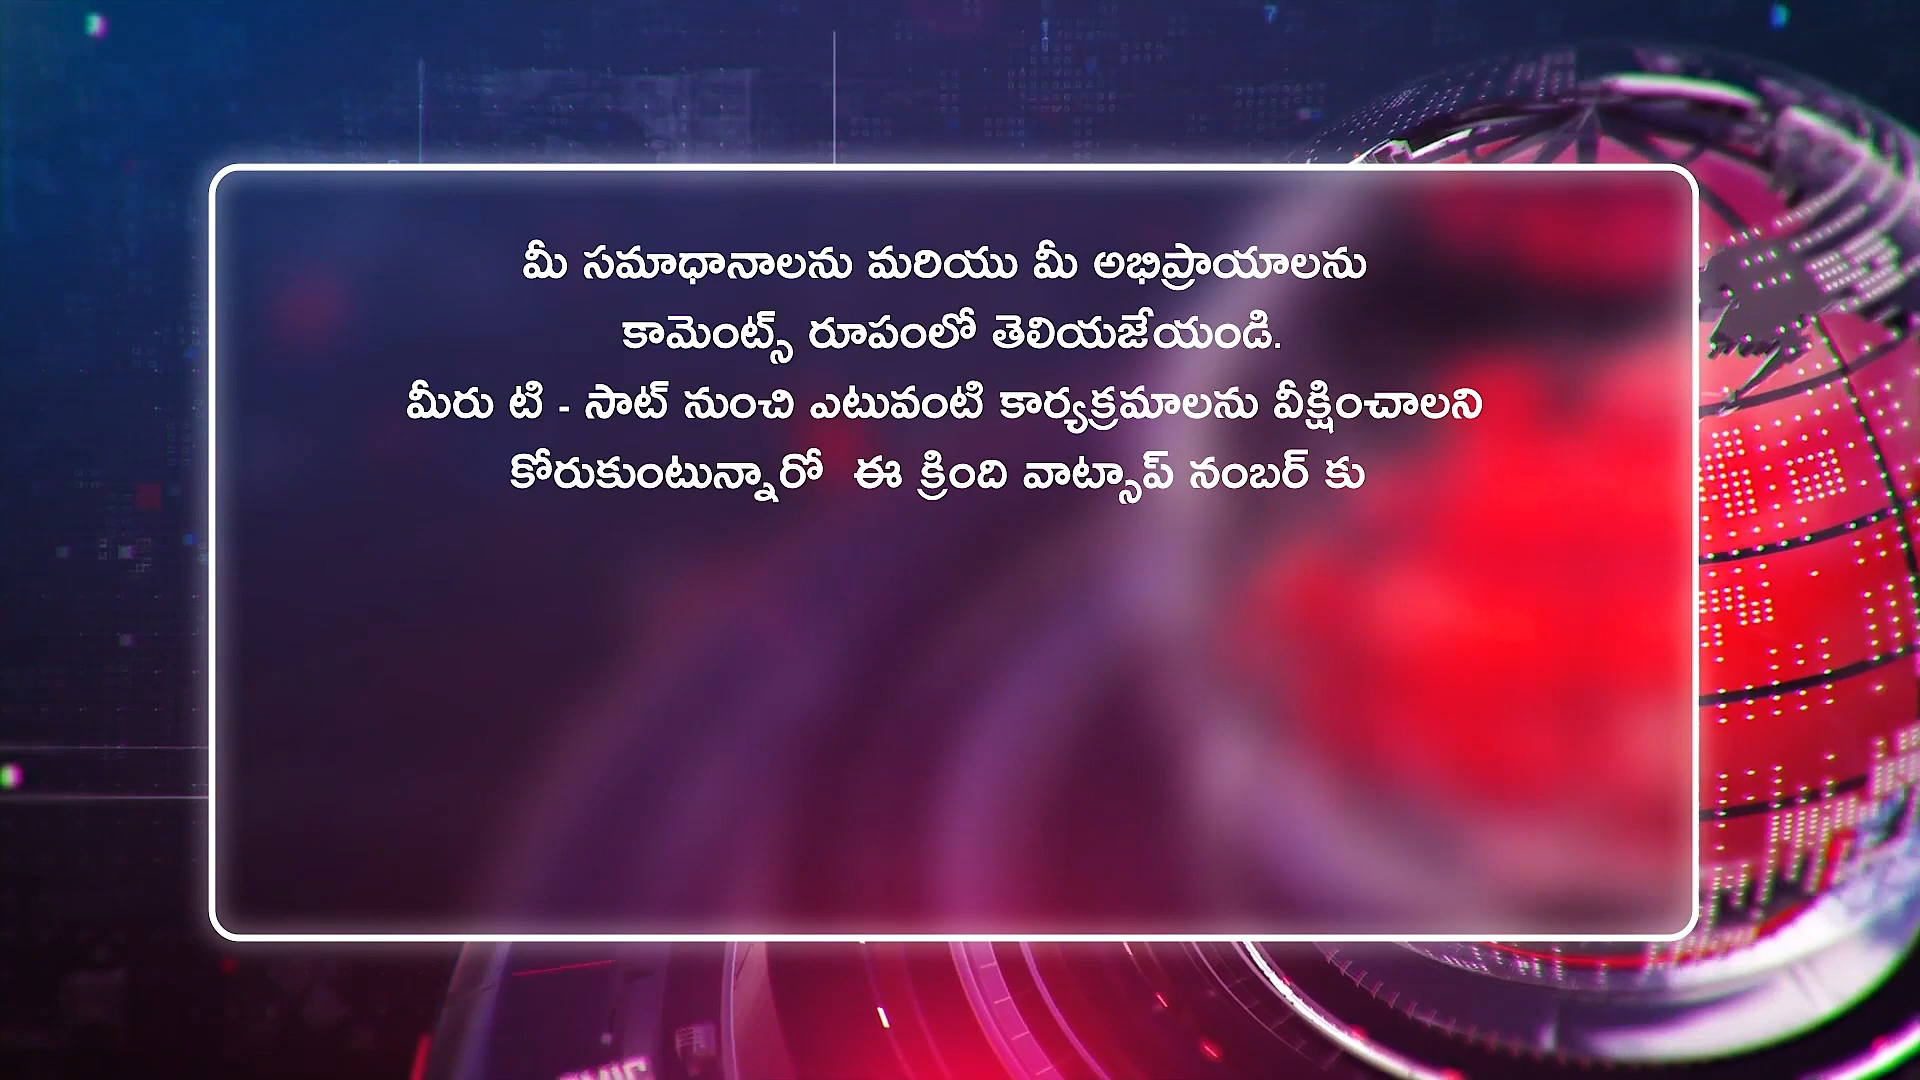 మీ సమాధానాలను మరియు మీ అభిప్రాయాలను
కామెంట్స్ రూపంలో తెలియజేయండి.
మీరు టి - సాట్ నుంచి ఎటువంటి కార్యక్రమాలను వీక్షించాలని
కోరుకుంటున్నారో ఈ క్రింది వాట్సాప్ నంబర్ కు